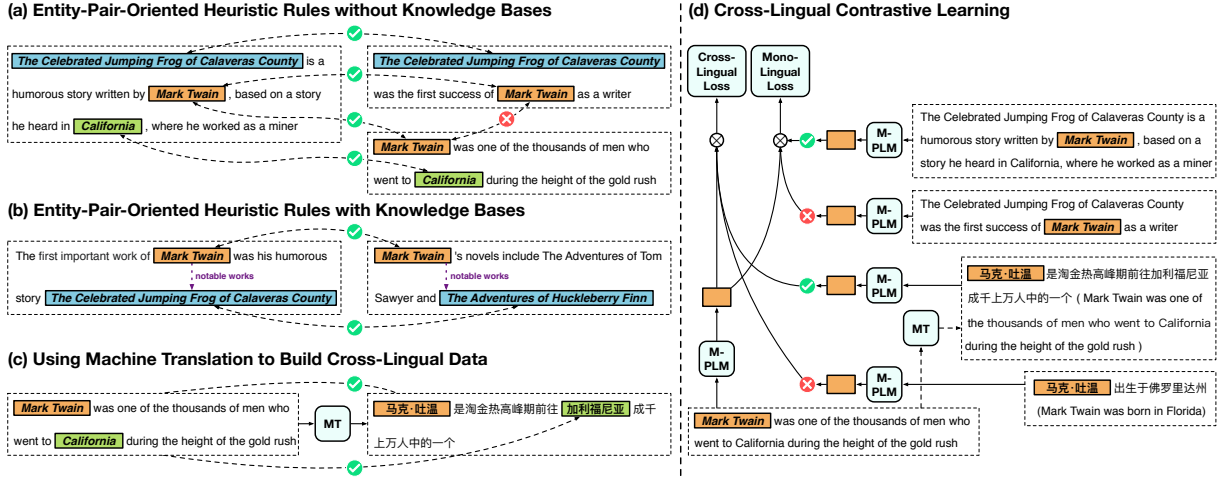 (a) Entity-Pair-Oriented Heuristic Rules without Knowledge Bases
The Celebrated Jumping Frog of Calaveras County is a
humorous story written by Mark Twain , based on a story
he heard in California , where he worked as a miner
The Celebrated Jumping Frog of Calaveras County
was the first success of Mark Twain as a writer
Mark Twain was one of the thousands of men who
went to California during the height of the gold rush
(b) Entity-Pair-Oriented Heuristic Rules with Knowledge Bases
The first important work of Mark Twain was his humorous
notable works
story The Celebrated Jumping Frog of Calaveras County
Mark Twain 's novels include The Adventures of Tom
notable works
Sawyer and The Adventures of Huckleberry Finn
(c) Using Machine Translation to Build Cross-Lingual Data
Mark Twain was one of the thousands of men who
went to California during the height of the gold rush
MT
马克·吐温 是淘金热高峰期前往 加利福尼亚 成千
上万人中的一个
(d) Cross-Lingual Contrastive Learning
Cross-
Lingual
Loss
Mono-
Lingual
Loss
M-
PLM
The Celebrated Jumping Frog of Calaveras County is a
humorous story written by Mark Twain , based on a
story he heard in California, where he worked as a miner
M-
PLM
The Celebrated Jumping Frog of Calaveras County
was the first success of Mark Twain as a writer
M-
PLM
马克·吐温 是淘金热高峰期前往加利福尼亚
成千上万人中的一个 ( Mark Twain was one of
the thousands of men who went to California
during the height of the gold rush )
MT
M-
PLM
M-
PLM
马克·吐温 出生于佛罗里达州
(Mark Twain was born in Florida)
Mark Twain was one of the thousands of men who
went to California during the height of the gold rush